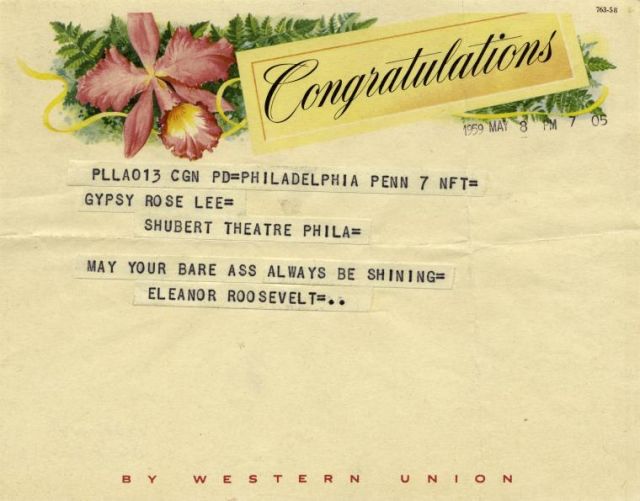 763-58
Congratulations
1959 MAY 8 PM 7 05
PLLA013 CGN PD=PHILADELPHIA PENN 7 NFT=
GYPSY ROSE LEE=
SHUBERT THEATRE PHILA=
MAY YOUR BARE ASS ALWAYS BE SHINING=
ELEANOR ROOSEVELT=..
BY WESTERN UNION